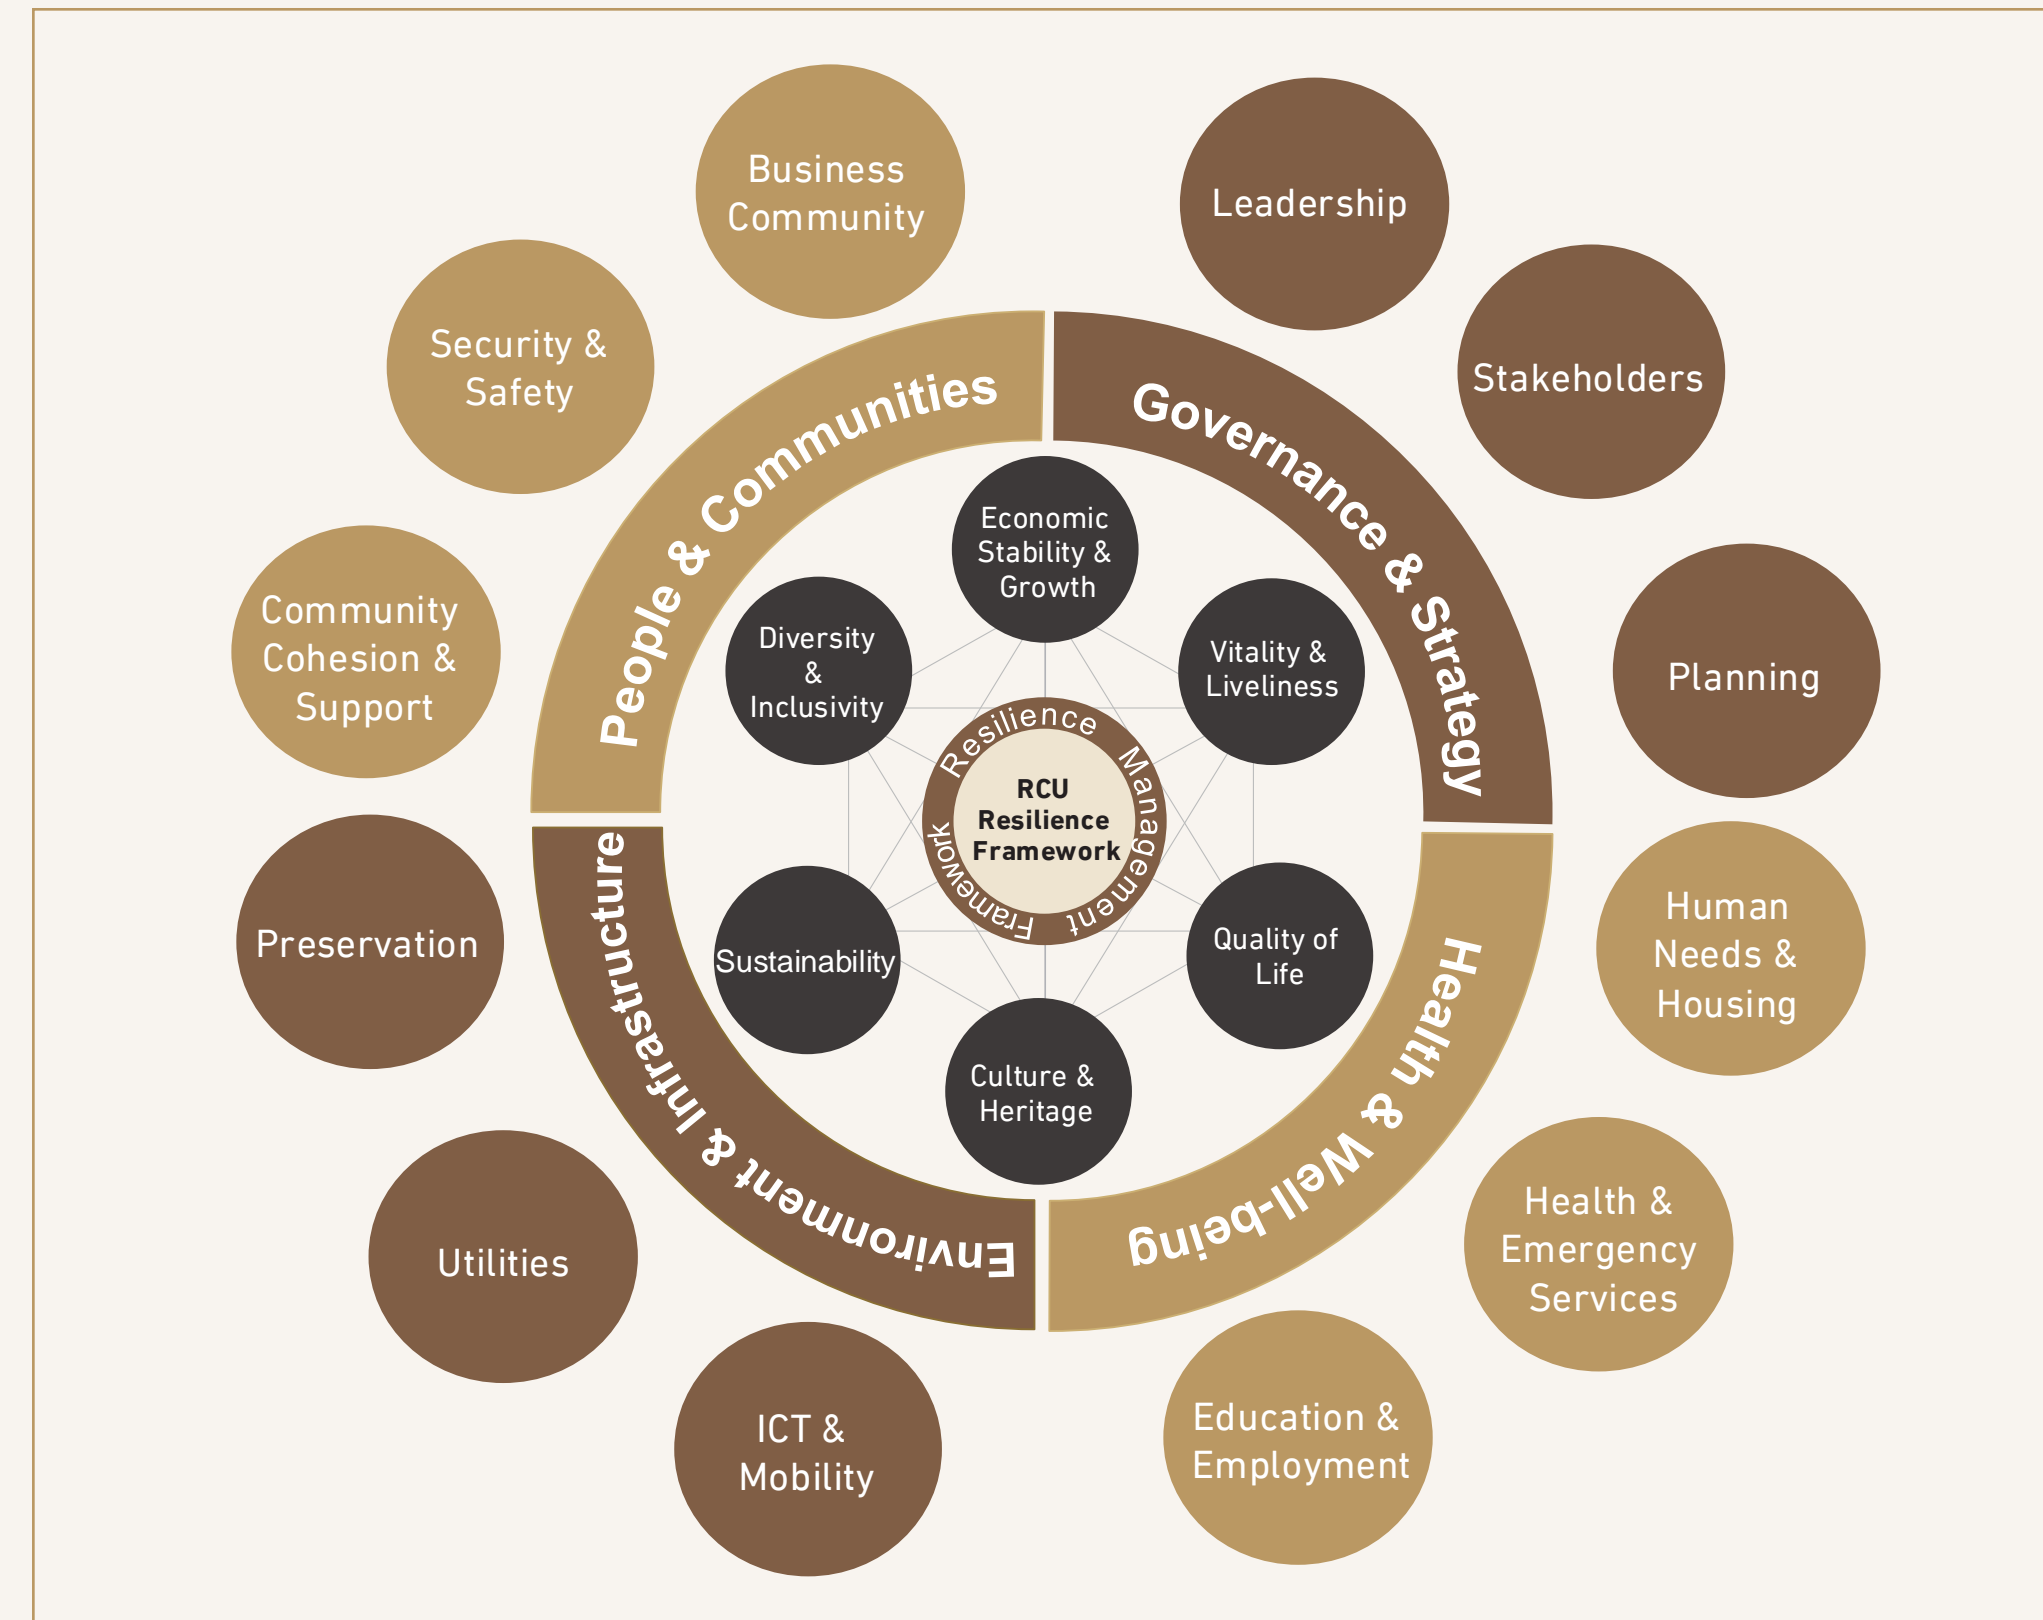 Business
Community
Leadership
Security &
Safety
Stakeholders
Community
Cohesion &
Support
Planning
Preservation
Human
Needs &
Housing
Utilities
Health &
Emergency
Services
ICT &
Mobility
Education &
Employment
People & Communities
Governance & Strategy
Health & Well-being
Environment & Infrastructure
Economic
Stability &
Growth
Diversity
&
Inclusivity
Vitality &
Liveliness
Sustainability
Quality of
Life
Culture &
Heritage
Resilience Management Framework
RCU
Resilience
Framework